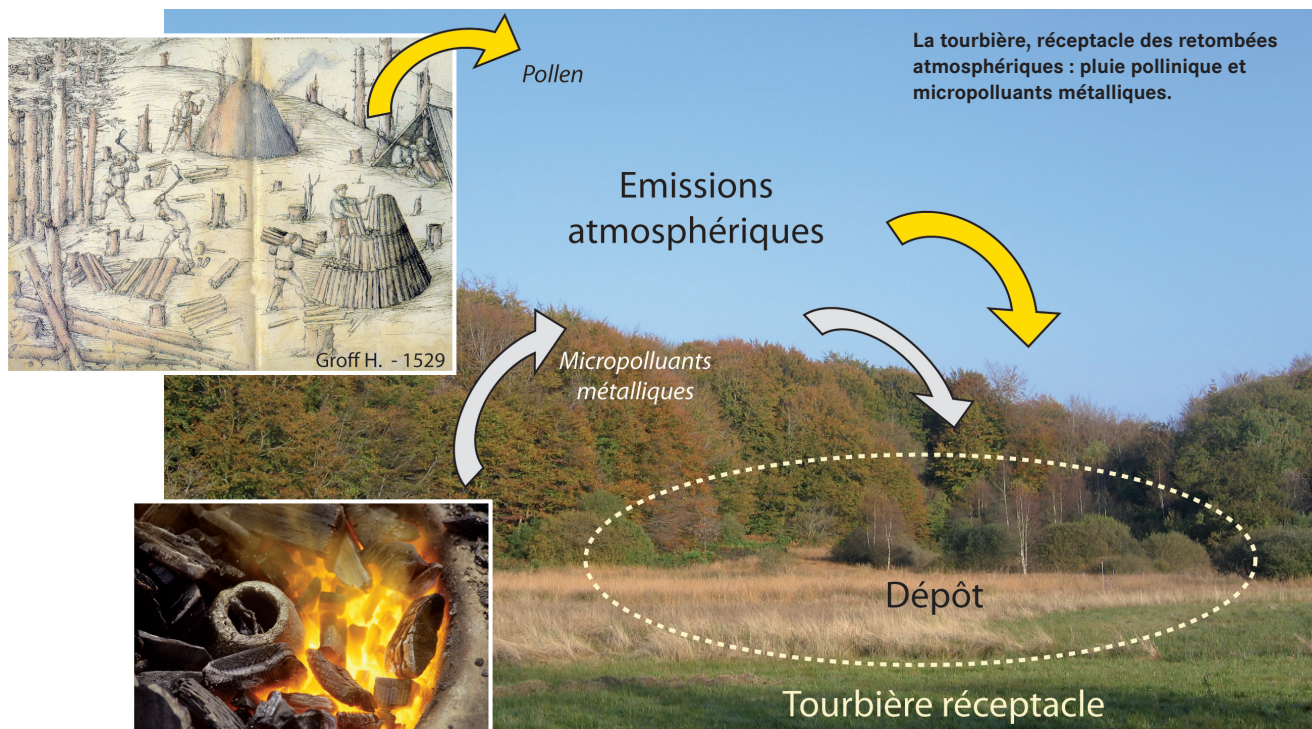 La tourbière, réceptacle des retombées
atmosphériques : pluie pollinique et
micropolluants métalliques.
Pollen
Emissions
atmosphériques
Groff H. - 1529
Micropolluants
métalliques
Dépôt
Tourbière réceptacle